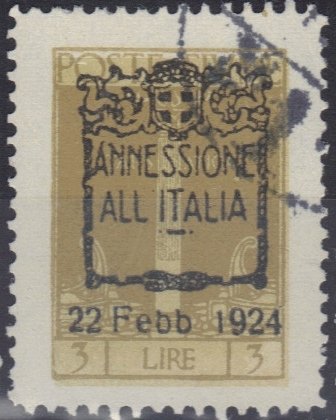 POSTE
ANNESSIONE
ALL'ITALIA
22 Febb 1924
3 LIRE 3